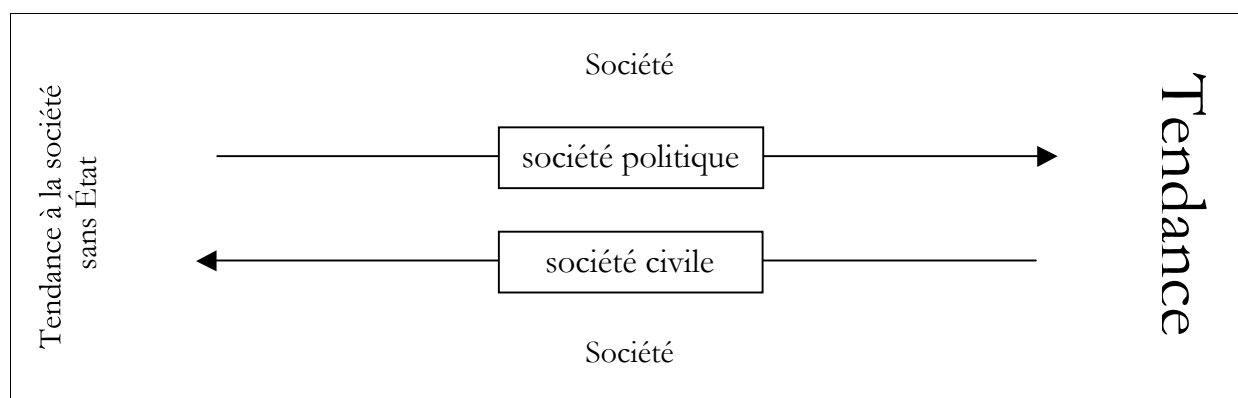 Société
Tendance à la société
sans État
société politique
société civile
Tendance
Société